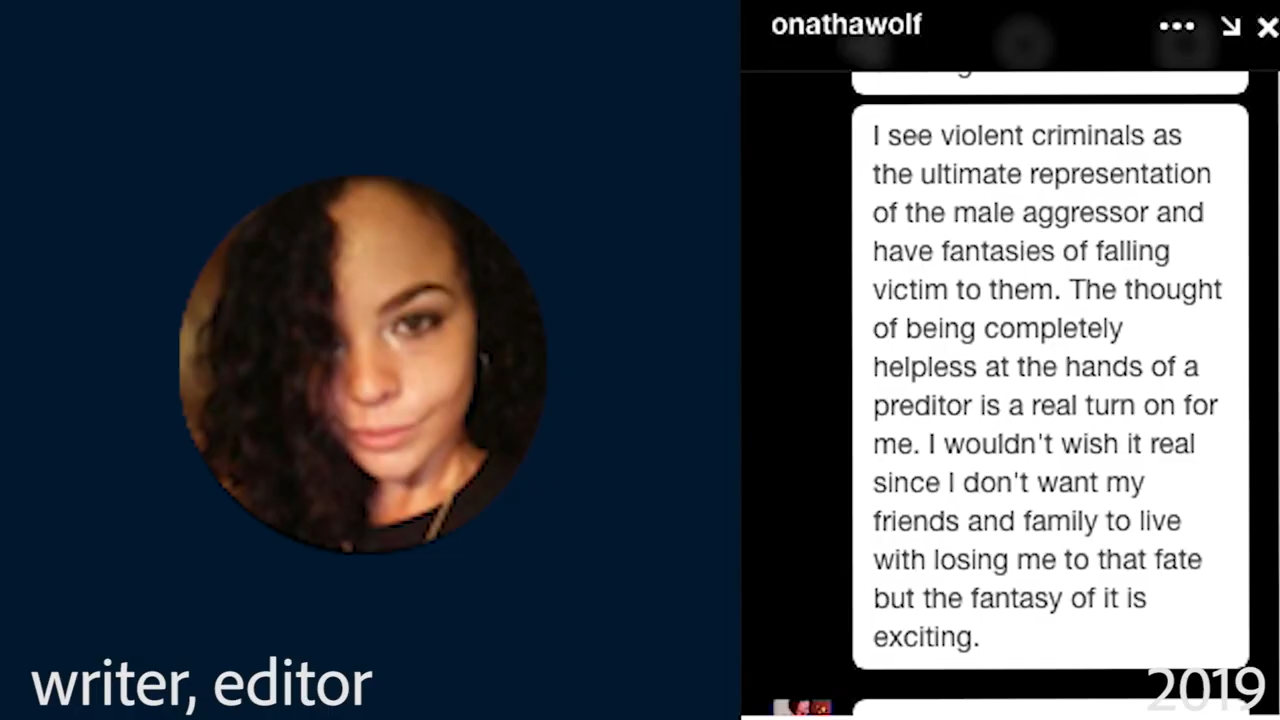 onathawolf
I see violent criminals as
the ultimate representation
of the male aggressor and
have fantasies of falling
victim to them. The thought
of being completely
helpless at the hands of a
preditor is a real turn on for
me. I wouldn't wish it real
since I don't want my
friends and family to live
with losing me to that fate
but the fantasy of it is
exciting.
writer, editor
2019